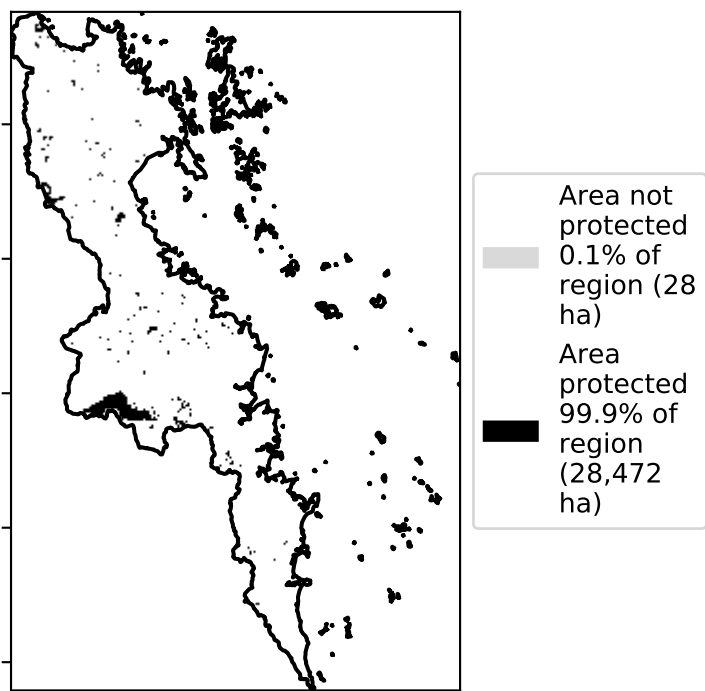 Area not
protected
0.1% of
region (28
ha)
Area
protected
99.9% of
region
(28,472
ha)